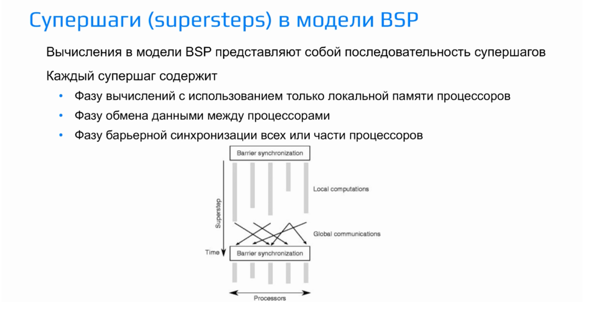 Супершаги (supersteps) в модели BSP
Вычисления в модели BSP представляют собой последовательность супершагов
Каждый супершаг содержит
• Фазу вычислений с использованием только локальной памяти процессоров
• Фазу обмена данными между процессорами
• Фазу барьерной синхронизации всех или части процессоров
Barrier synchronization
Superstep
Local computations
Global communications
Time
Barrier synchronization
Processors